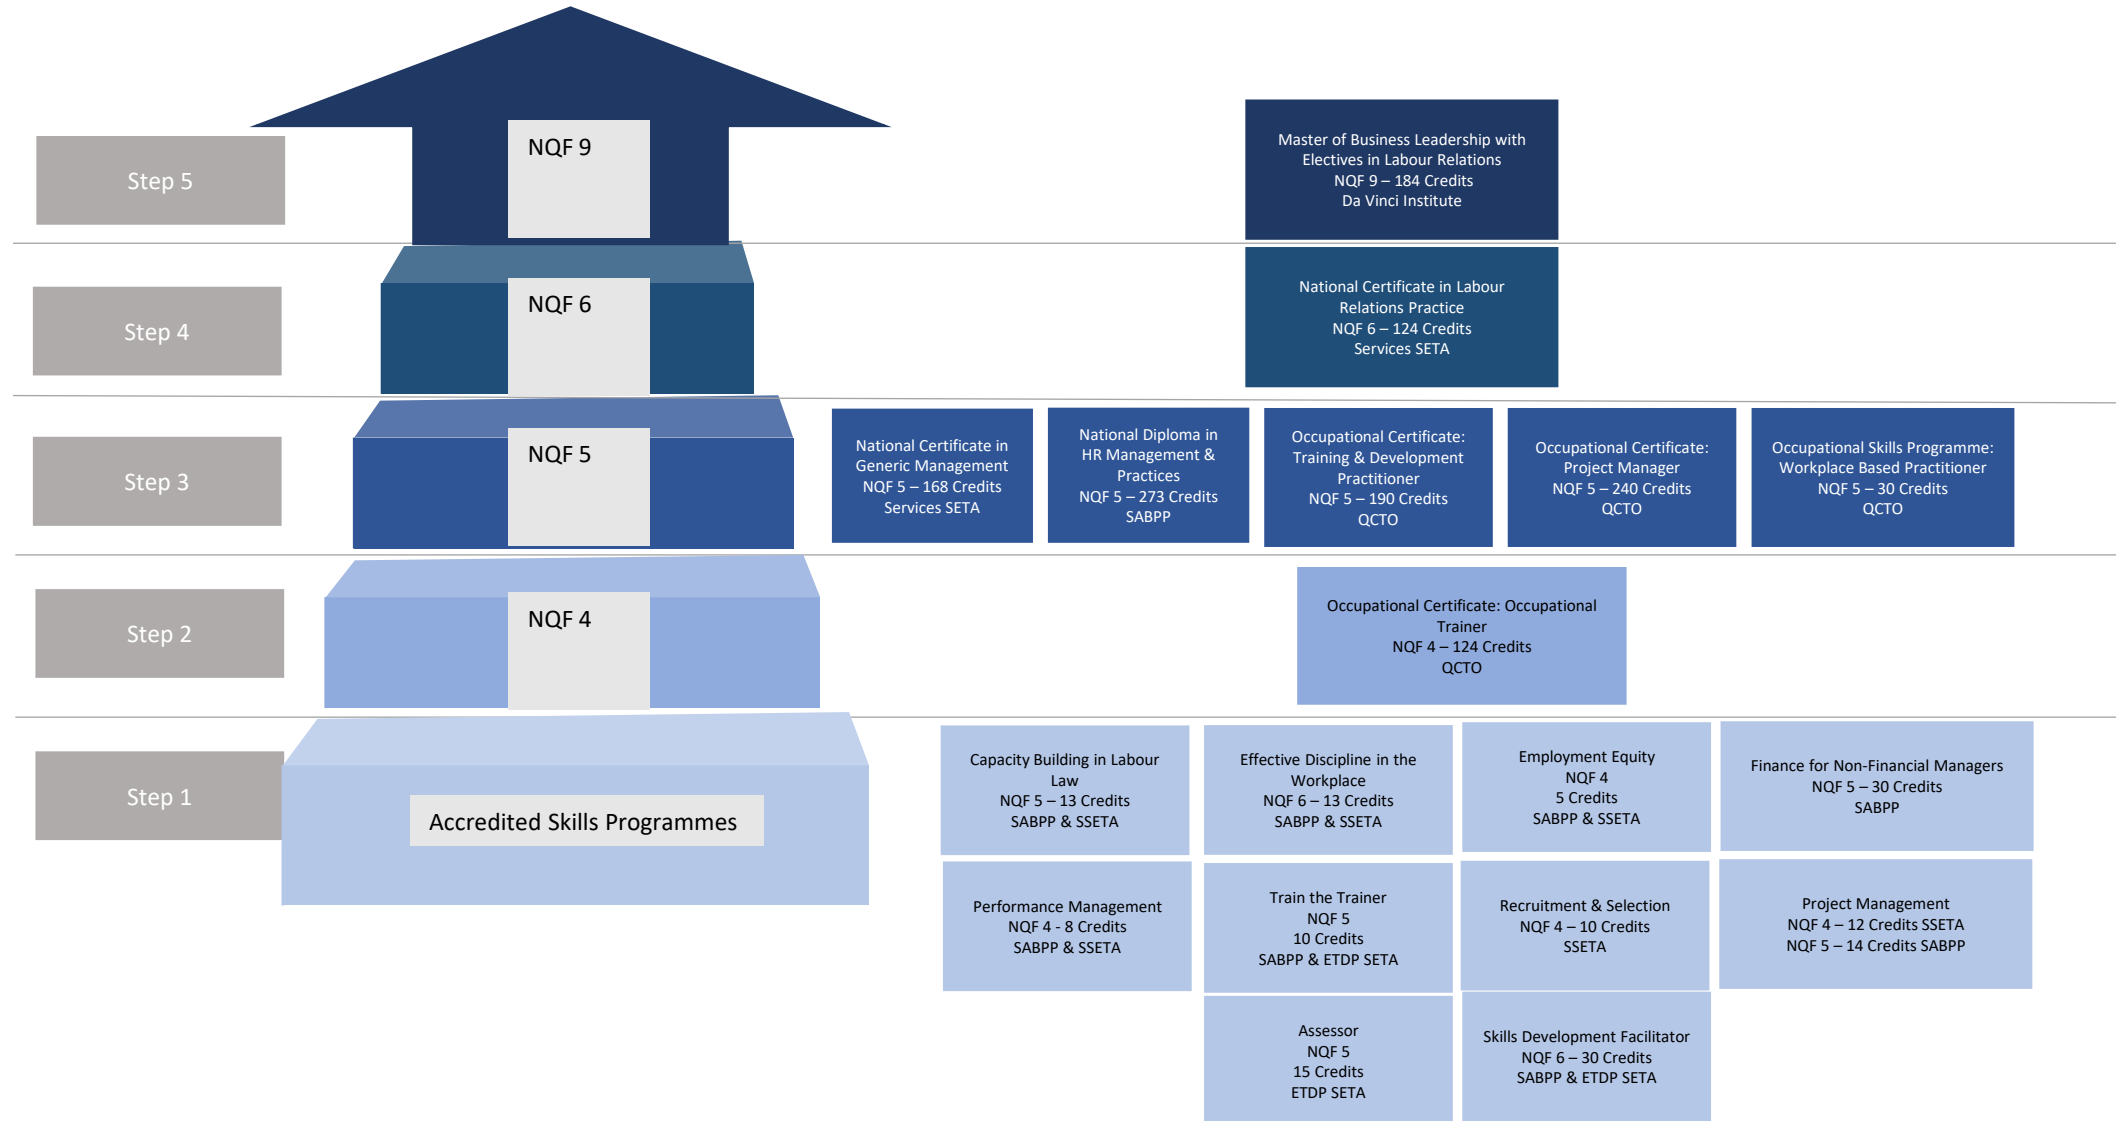 Step 5
NQF 9
Master of Business Leadership with
Electives in Labour Relations
NQF 9 – 184 Credits
Da Vinci Institute
Step 4
NQF 6
National Certificate in Labour
Relations Practice
NQF 6 – 124 Credits
Services SETA
Step 3
NQF 5
National Certificate in
Generic Management
NQF 5 – 168 Credits
Services SETA
National Diploma in
HR Management &
Practices
NQF 5 – 273 Credits
SABPP
Occupational Certificate:
Training & Development
Practitioner
NQF 5 – 190 Credits
QCTO
Occupational Certificate:
Project Manager
NQF 5 – 240 Credits
QCTO
Occupational Skills Programme:
Workplace Based Practitioner
NQF 5 – 30 Credits
QCTO
Step 2
NQF 4
Occupational Certificate: Occupational
Trainer
NQF 4 – 124 Credits
QCTO
Step 1
Accredited Skills Programmes
Capacity Building in Labour
Law
NQF 5 – 13 Credits
SABPP & SSETA
Effective Discipline in the
Workplace
NQF 6 – 13 Credits
SABPP & SSETA
Employment Equity
NQF 4
5 Credits
SABPP & SSETA
Finance for Non-Financial Managers
NQF 5 – 30 Credits
SABPP
Performance Management
NQF 4 - 8 Credits
SABPP & SSETA
Train the Trainer
NQF 5
10 Credits
SABPP & ETDP SETA
Recruitment & Selection
NQF 4 – 10 Credits
SSETA
Project Management
NQF 4 – 12 Credits SSETA
NQF 5 – 14 Credits SABPP
Assessor
NQF 5
15 Credits
ETDP SETA
Skills Development Facilitator
NQF 6 – 30 Credits
SABPP & ETDP SETA